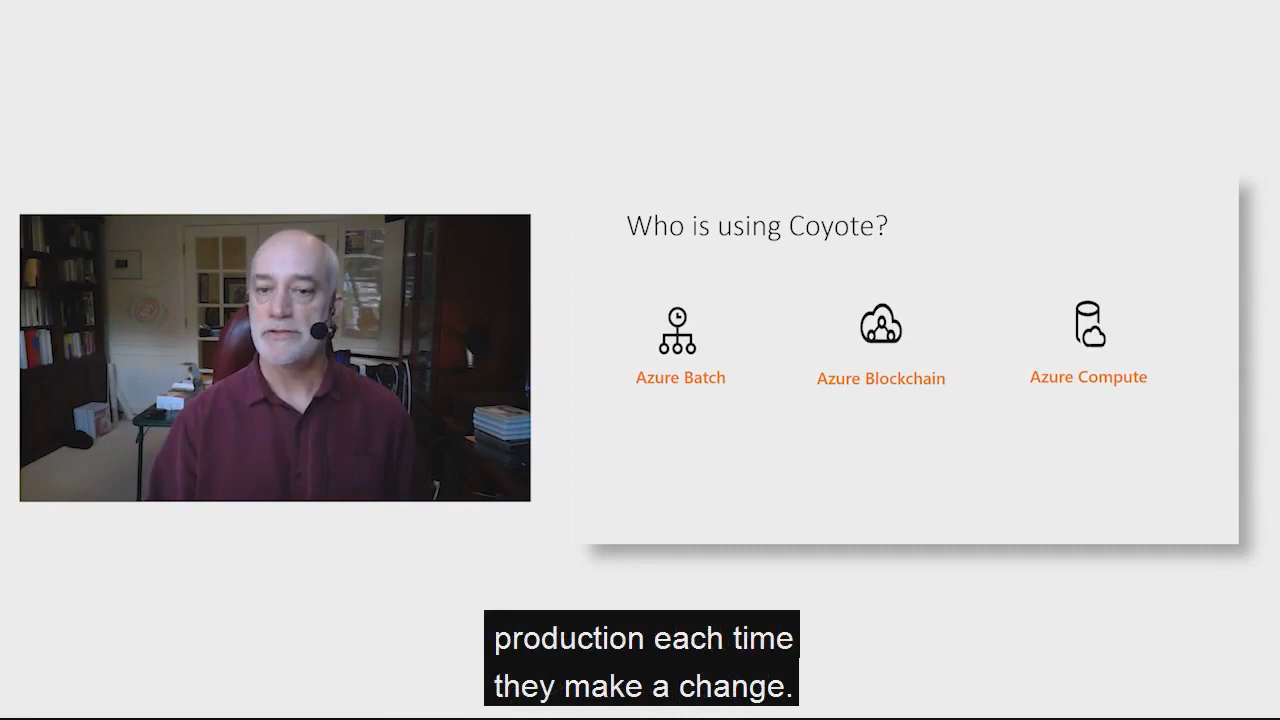 Who is using Coyote?
Azure Batch
Azure Blockchain
Azure Compute
production each time
they make a change.